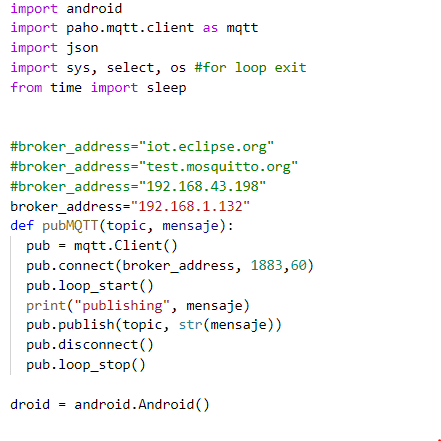 import android
import paho.mqtt.client as mqtt
import json
import sys, select, os #for loop exit
from time import sleep
#broker_address="iot.eclipse.org"
#broker_address="test.mosquitto.org"
#broker_address="192.168.43.198"
broker_address="192.168.1.132"
def pubMQTT(topic, mensaje):
  pub = mqtt.Client()
  pub.connect(broker_address, 1883,60)
  pub.loop_start()
  print("publishing", mensaje)
  pub.publish(topic, str(mensaje))
  pub.disconnect()
  pub.loop_stop()
droid = android.Android()